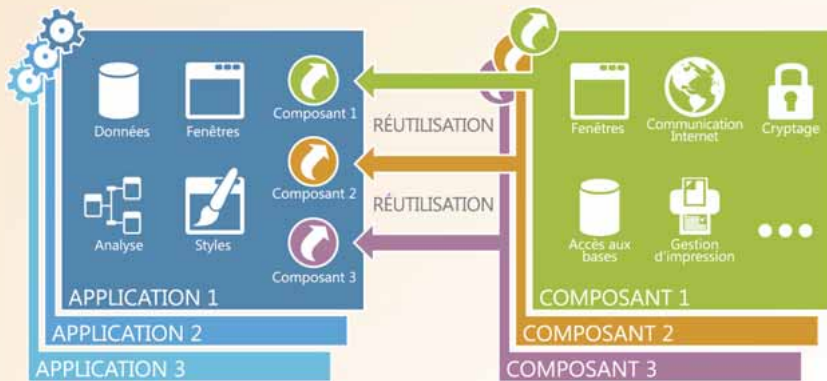 Données
Fenêtres
Composant 1
Analyse
Styles
Composant 2
Composant 3
APPLICATION 1
APPLICATION 2
APPLICATION 3
RÉUTILISATION
RÉUTILISATION
Fenêtres
Communication
Internet
Cryptage
Accès aux
bases
Gestion
d'impression
COMPOSANT 1
COMPOSANT 2
COMPOSANT 3